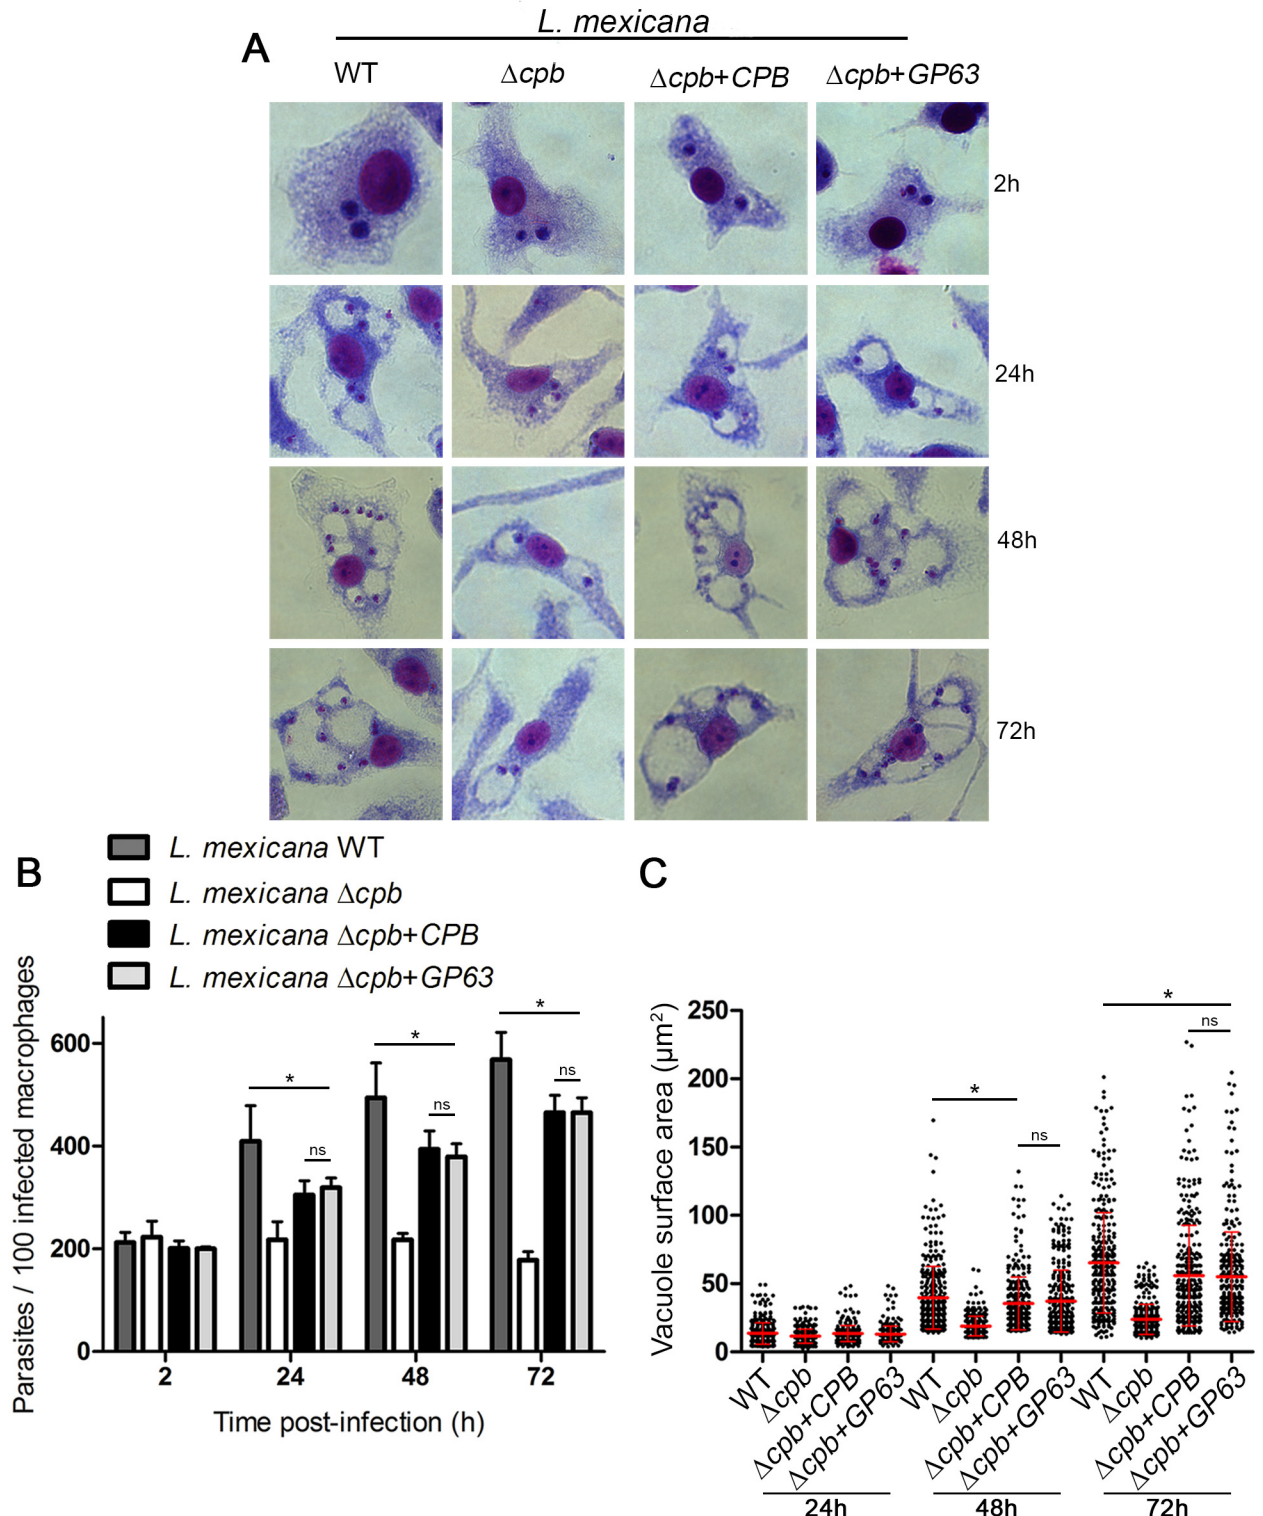 L. mexicana
A
WT Δcpb Δcpb+CPB Δcpb+GP63
2h
24h
48h
72h
B
L. mexicana WT
L. mexicana Δcpb
L. mexicana Δcpb+CPB
L. mexicana Δcpb+GP63
Parasites / 100 infected macrophages
600
400
200
0
* ns
* ns
* ns
2 24 48 72
Time post-infection (h)
C
Vacuole surface area (µm²)
250
200
150
100
50
0
* ns
* ns
WT Δcpb Δcpb+CPB Δcpb+GP63 WT Δcpb Δcpb+CPB Δcpb+GP63 WT Δcpb Δcpb+CPB Δcpb+GP63
24h 48h 72h